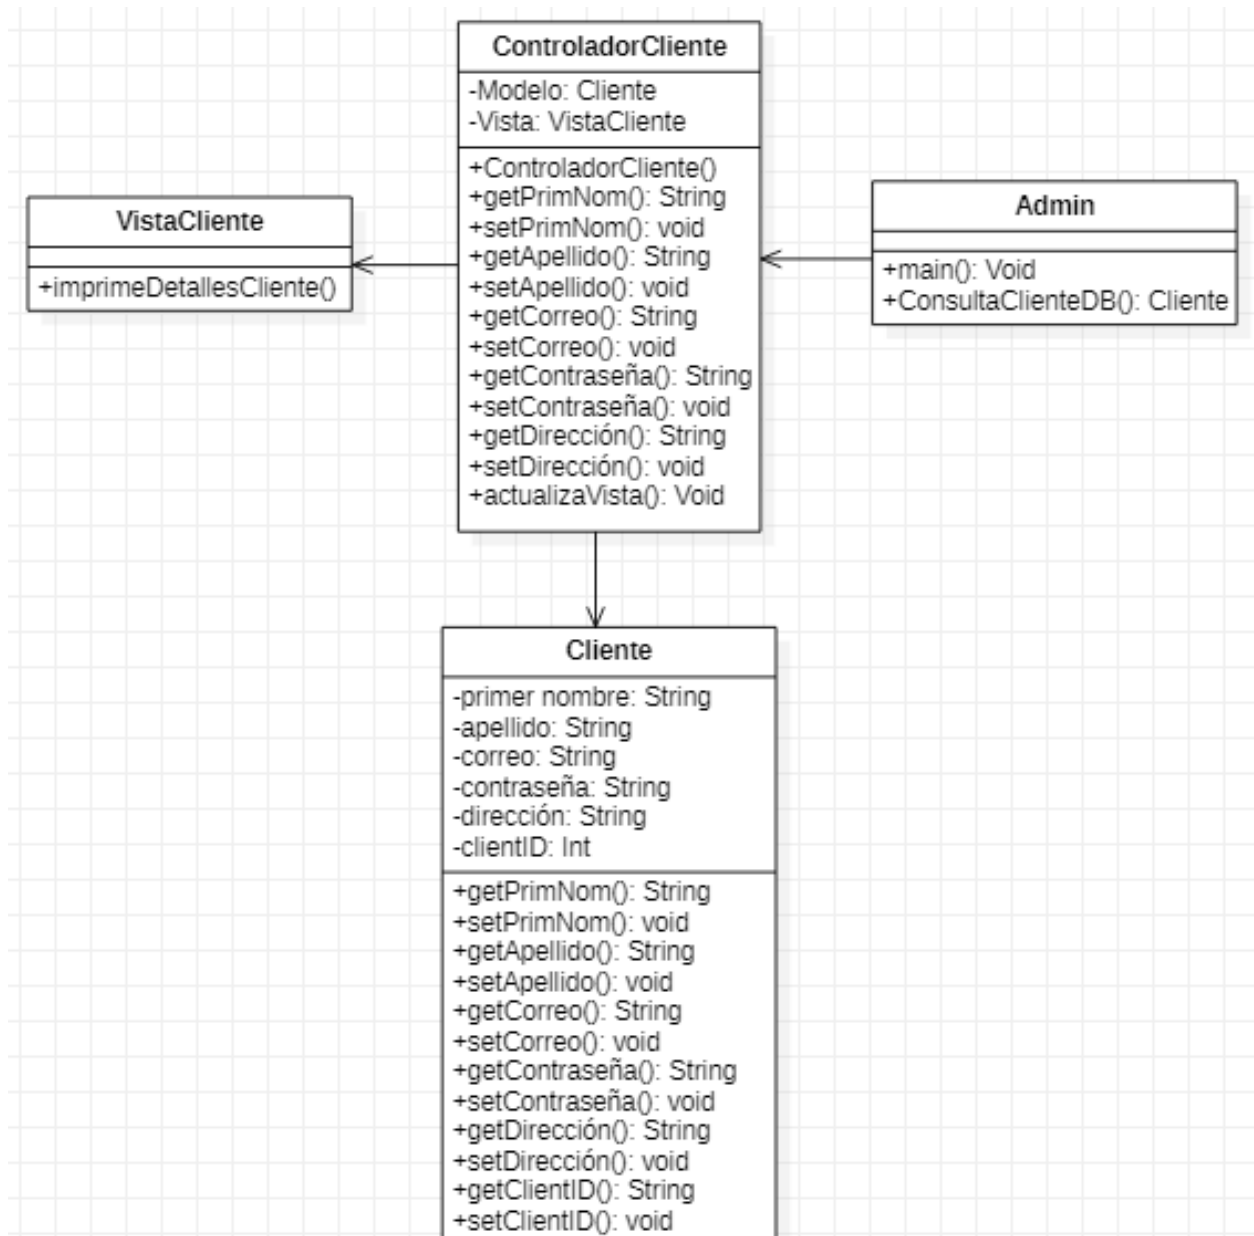 ControladorCliente
-Modelo: Cliente
-Vista: VistaCliente
+ControladorCliente()
+getPrimNom(): String
+setPrimNom(): void
+getApellido(): String
+setApellido(): void
+getCorreo(): String
+setCorreo(): void
+getContraseña(): String
+setContraseña(): void
+getDirección(): String
+setDirección(): void
+actualizaVista(): Void
VistaCliente
+imprimeDetallesCliente()
Admin
+main(): Void
+ConsultaClienteDB(): Cliente
Cliente
-primer nombre: String
-apellido: String
-correo: String
-contraseña: String
-dirección: String
-clientID: Int
+getPrimNom(): String
+setPrimNom(): void
+getApellido(): String
+setApellido(): void
+getCorreo(): String
+setCorreo(): void
+getContraseña(): String
+setContraseña(): void
+getDirección(): String
+setDirección(): void
+getClientID(): String
+setClientID(): void